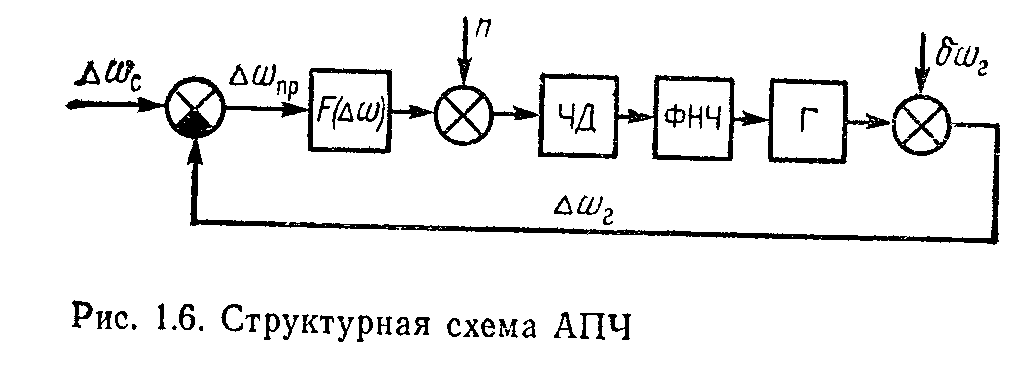 n
δω_г
Δω_с
Δω_пр
F(Δω)
ЧД
ФНЧ
Г
Δω_г
Рис. 1.6. Структурная схема АПЧ